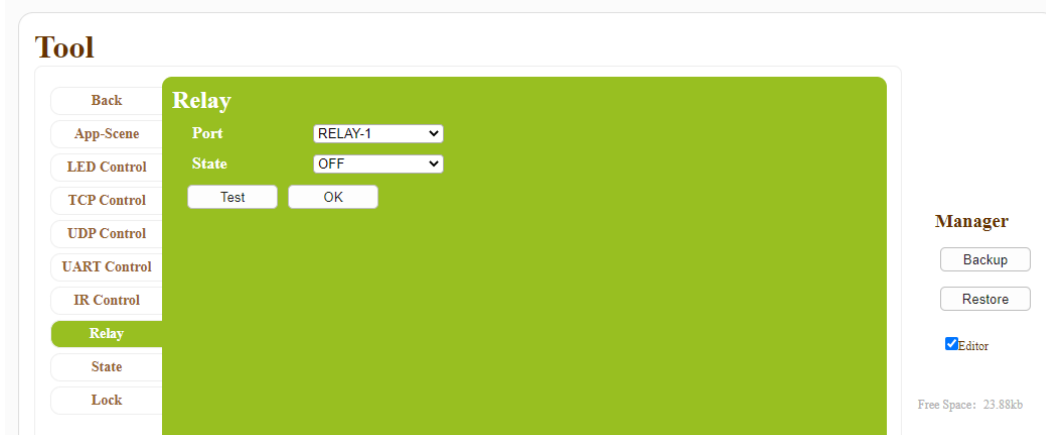 Tool
Back
App-Scene
LED Control
TCP Control
UDP Control
UART Control
IR Control
Relay
State
Lock
Relay
Port RELAY-1
State OFF
Test OK
Manager
Backup
Restore
Editor
Free Space: 23.88kb